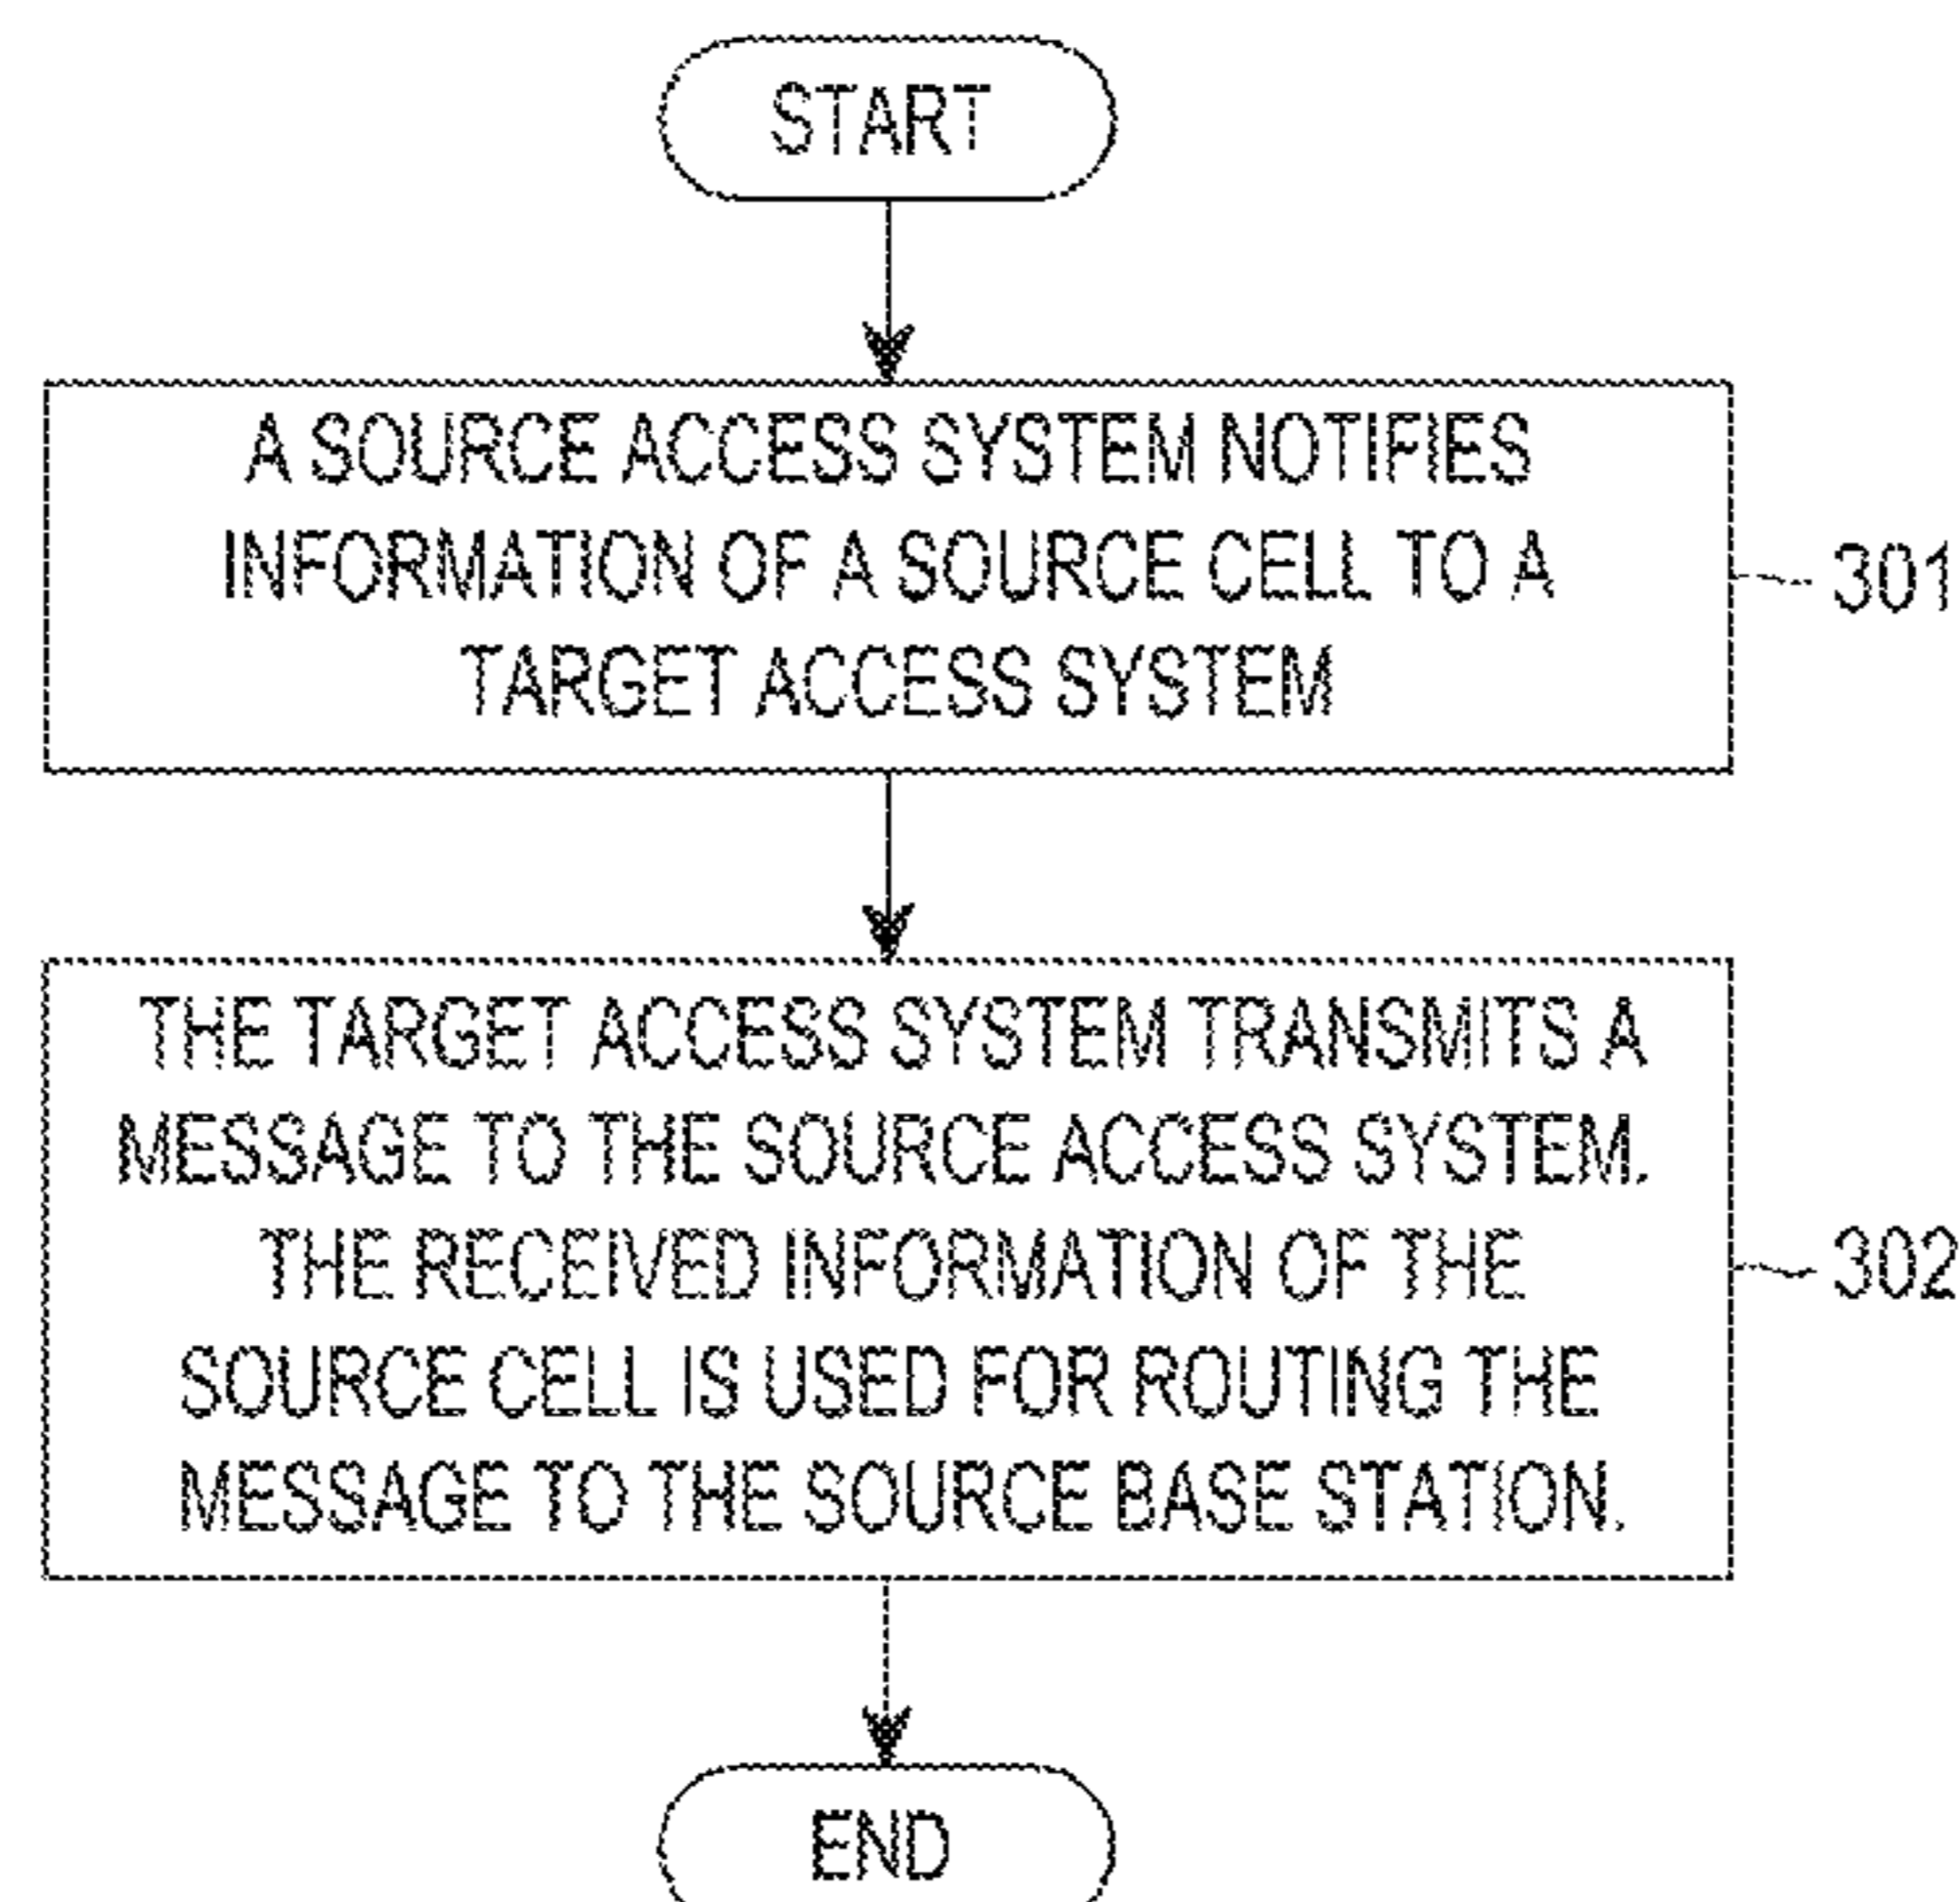 START
A SOURCE ACCESS SYSTEM NOTIFIES
INFORMATION OF A SOURCE CELL TO A
TARGET ACCESS SYSTEM
301
THE TARGET ACCESS SYSTEM TRANSMITS A
MESSAGE TO THE SOURCE ACCESS SYSTEM.
THE RECEIVED INFORMATION OF THE
SOURCE CELL IS USED FOR ROUTING THE
MESSAGE TO THE SOURCE BASE STATION.
302
END